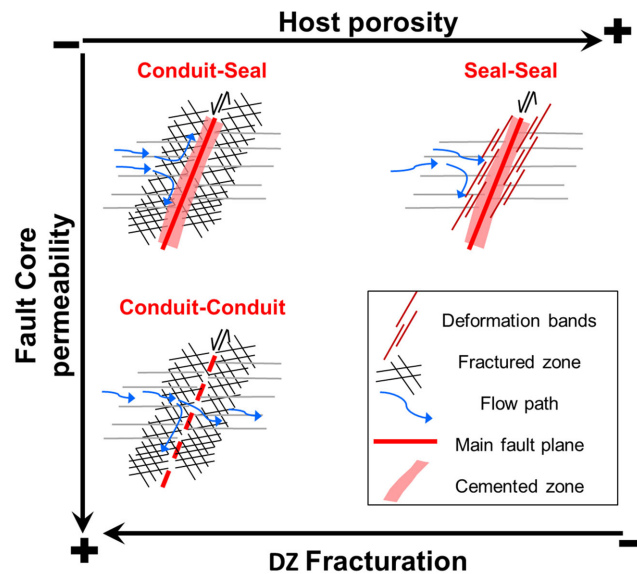 Host porosity
− +
Conduit-Seal
Seal-Seal
Fault Core
permeability
Conduit-Conduit
Deformation bands
Fractured zone
Flow path
Main fault plane
Cemented zone
+ −
DZ Fracturation